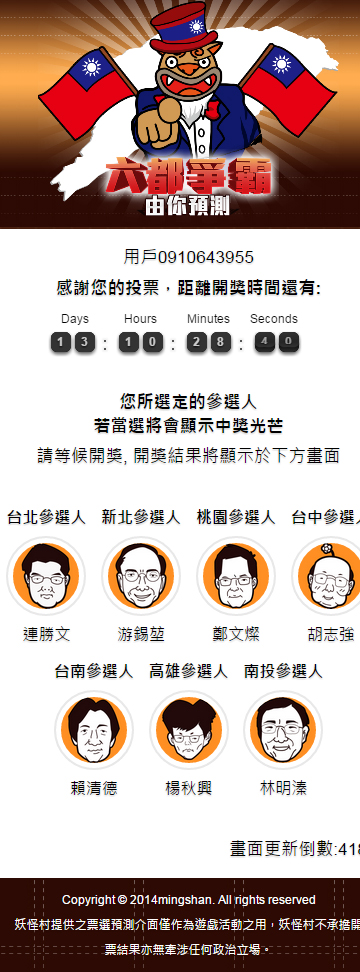 六都爭霸
由你預測
用戶0910643955
感謝您的投票，距離開獎時間還有:
Days Hours Minutes Seconds
13 : 10 : 28 : 40
您所選定的參選人
若當選將會顯示中獎光芒
請等候開獎, 開獎結果將顯示於下方畫面
台北參選人 新北參選人 桃園參選人 台中參選人
連勝文 游錫堃 鄭文燦 胡志強
台南參選人 高雄參選人 南投參選人
賴清德 楊秋興 林明溱
畫面更新倒數:418
Copyright © 2014mingshan. All rights reserved
妖怪村提供之票選預測介面僅作為遊戲活動之用，妖怪村不承擔開
票結果亦無牽涉任何政治立場。